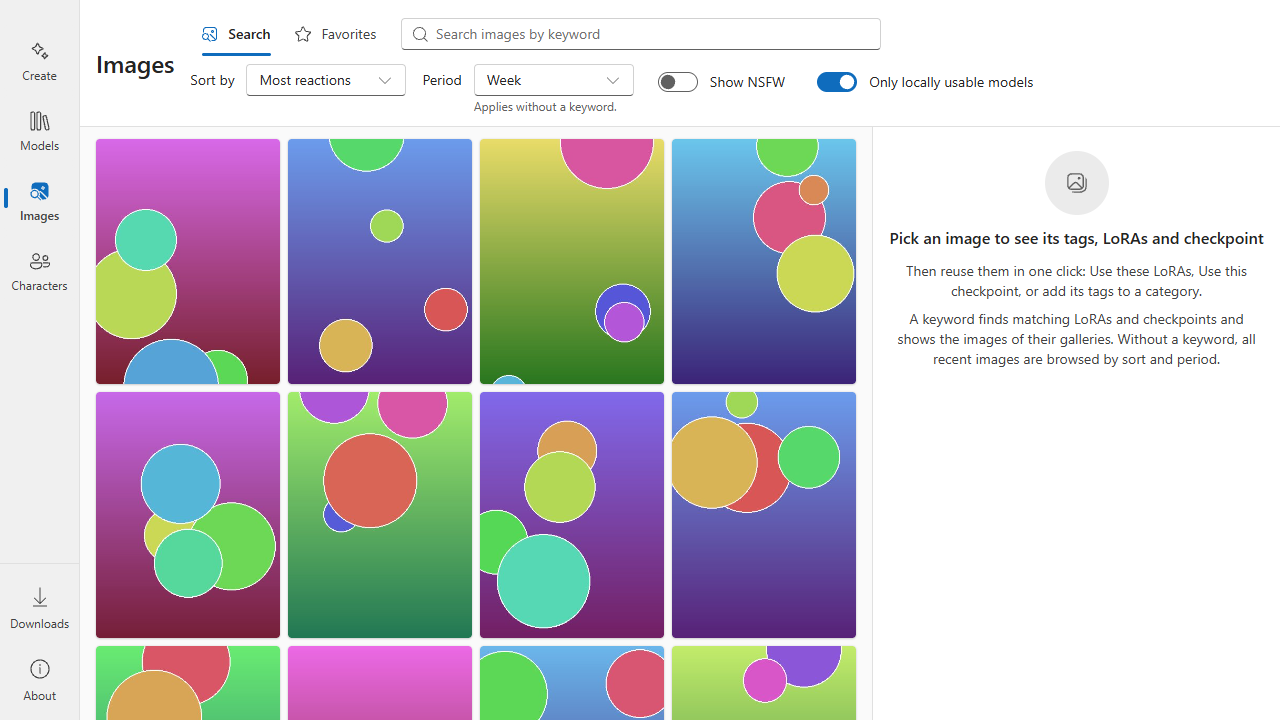 Create
Models
Images
Characters
Downloads
About
Images
Search
Favorites
Search images by keyword
Sort by
Most reactions
Period
Week
Applies without a keyword.
Show NSFW
Only locally usable models
Pick an image to see its tags, LoRAs and checkpoint
Then reuse them in one click: Use these LoRAs, Use this
checkpoint, or add its tags to a category.
A keyword finds matching LoRAs and checkpoints and
shows the images of their galleries. Without a keyword, all
recent images are browsed by sort and period.